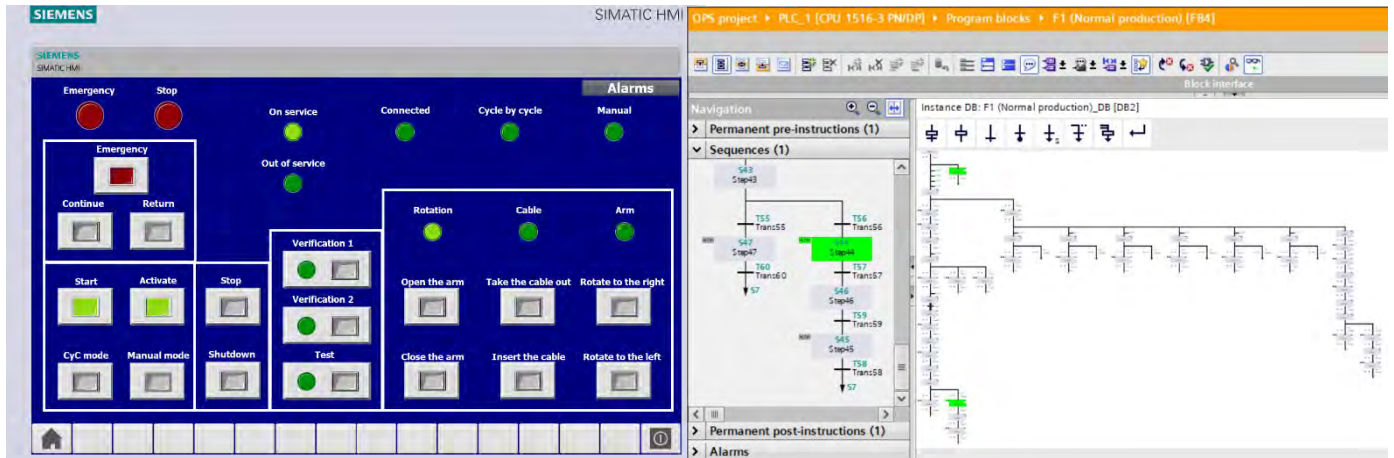 SIEMENS
SIMATIC HMI
SIEMENS
SIMATIC HMI
Alarms
Emergency
Stop
On service
Connected
Cycle by cycle
Manual
Out of service
Emergency
Continue
Return
Rotation
Cable
Arm
Verification 1
Start
Activate
Stop
Open the arm
Take the cable out
Rotate to the right
Verification 2
CyC mode
Manual mode
Shutdown
Test
Close the arm
Insert the cable
Rotate to the left
OPS project ▸ PLC_1 [CPU 1516-3 PN/DP] ▸ Program blocks ▸ F1 (Normal production) [FB4]
Block interface
Navigation
Permanent pre-instructions (1)
Sequences (1)
S43
Step43
T55
Trans55
T56
Trans56
S47
Step47
S44
Step44
T60
Trans60
T57
Trans57
S7
S46
Step46
T59
Trans59
S45
Step45
T58
Trans58
S7
Permanent post-instructions (1)
Alarms
Instance DB: F1 (Normal production)_DB [DB2]